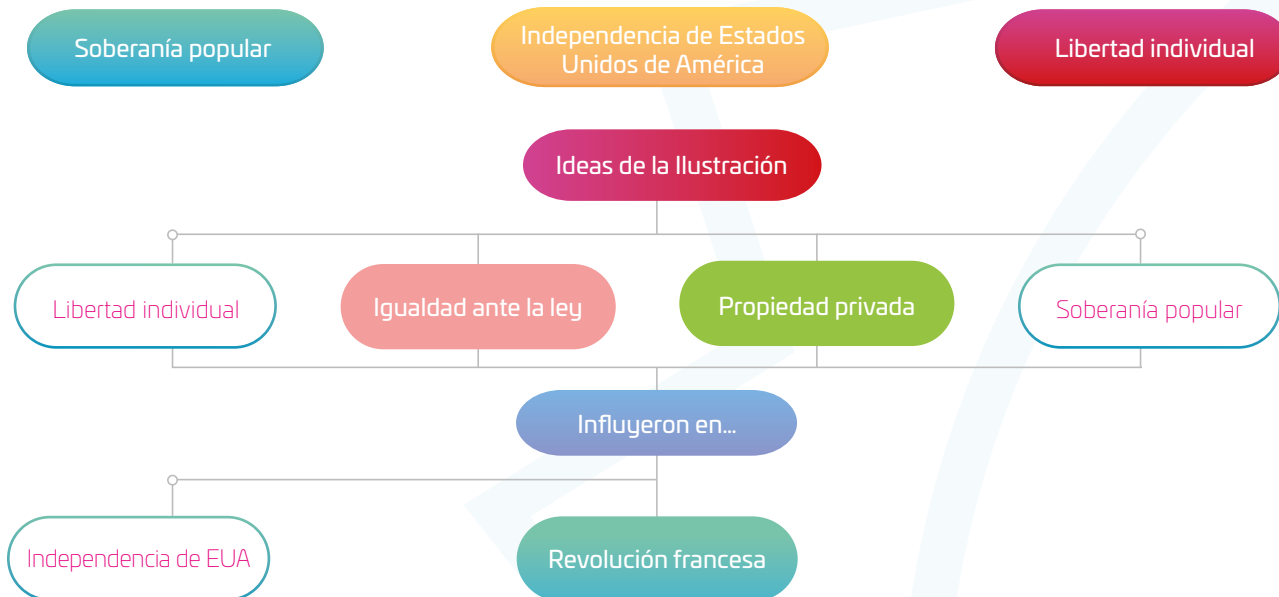 Soberanía popular
Independencia de Estados
Unidos de América
Libertad individual
Ideas de la Ilustración
Libertad individual
Igualdad ante la ley
Propiedad privada
Soberanía popular
Influyeron en...
Independencia de EUA
Revolución francesa